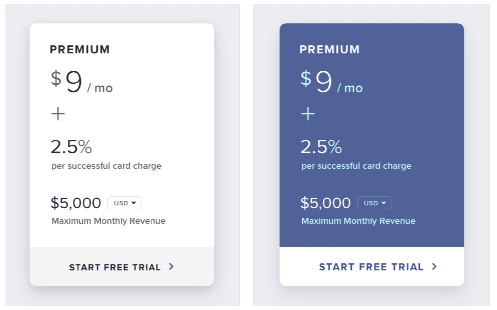 PREMIUM
$9 / mo
+
2.5%
per successful card charge
$5,000 USD
Maximum Monthly Revenue
START FREE TRIAL
PREMIUM
$9 / mo
+
2.5%
per successful card charge
$5,000 USD
Maximum Monthly Revenue
START FREE TRIAL